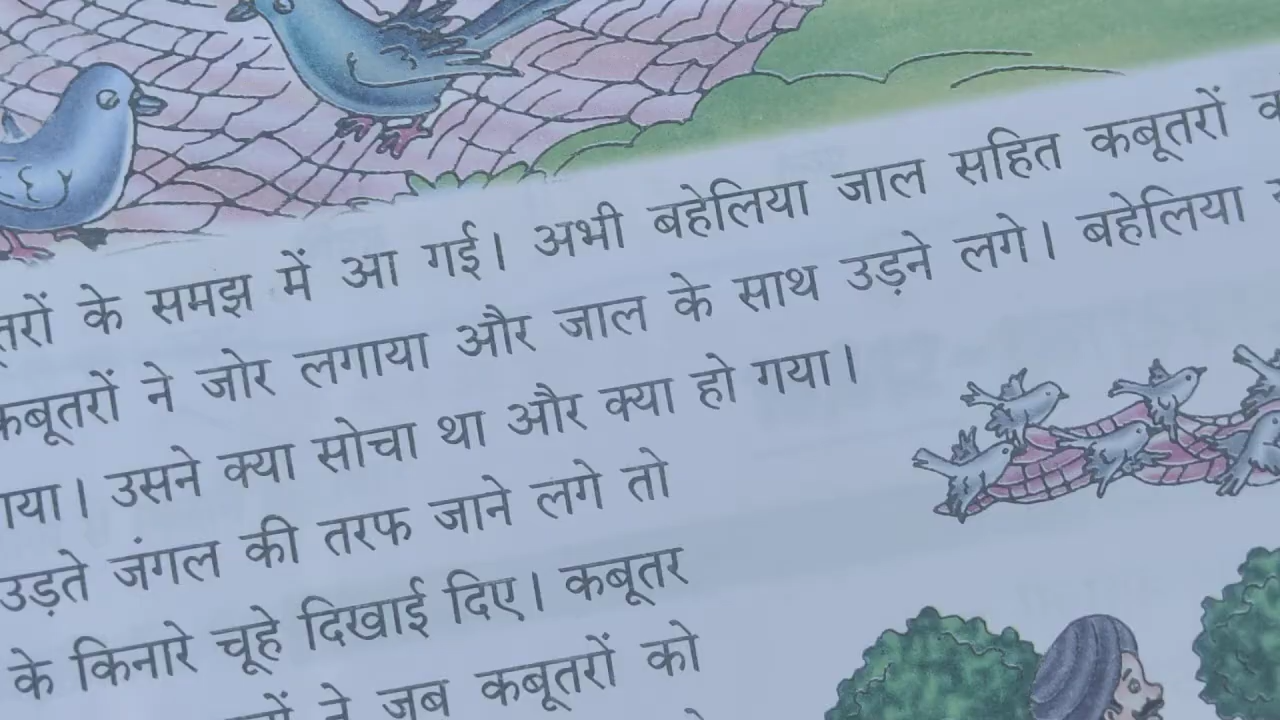 के समझ में आ गई। अभी बहेलिया जाल सहित कबूतरों
कबूतरों ने जोर लगाया और जाल के साथ उड़ने लगे। बहेलिया
उसने क्या सोचा था और क्या हो गया।
उड़ते जंगल की तरफ जाने लगे तो
के किनारे चूहे दिखाई दिए। कबूतर
ने जब कबूतरों को